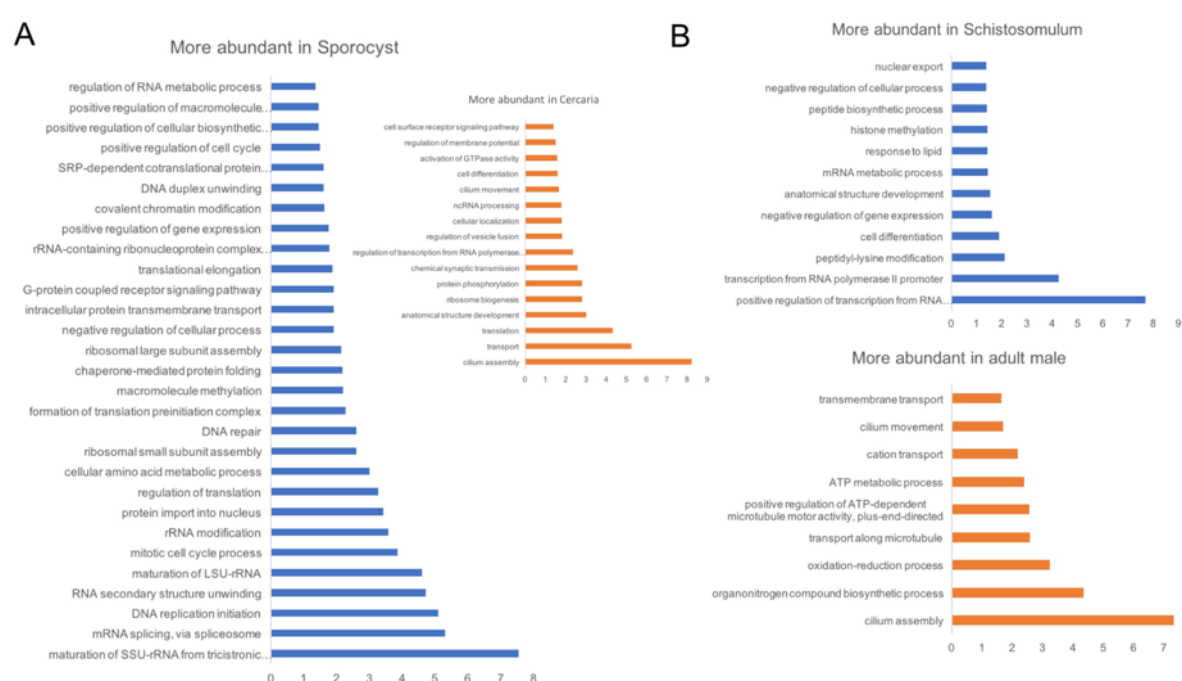 A
More abundant in Sporocyst
regulation of RNA metabolic process
positive regulation of macromolecule...
positive regulation of cellular biosynthetic...
positive regulation of cell cycle
SRP-dependent cotranslational protein...
DNA duplex unwinding
covalent chromatin modification
positive regulation of gene expression
rRNA-containing ribonucleoprotein complex...
translational elongation
G-protein coupled receptor signaling pathway
intracellular protein transmembrane transport
negative regulation of cellular process
ribosomal large subunit assembly
chaperone-mediated protein folding
macromolecule methylation
formation of translation preinitiation complex
DNA repair
ribosomal small subunit assembly
cellular amino acid metabolic process
regulation of translation
protein import into nucleus
rRNA modification
mitotic cell cycle process
maturation of LSU-rRNA
RNA secondary structure unwinding
DNA replication initiation
mRNA splicing, via spliceosome
maturation of SSU-rRNA from tricistronic...
0 1 2 3 4 5 6 7 8
More abundant in Cercaria
cell surface receptor signaling pathway
regulation of membrane potential
activation of GTPase activity
cell differentiation
cilium movement
ncRNA processing
cellular localization
regulation of vesicle fusion
regulation of transcription from RNA polymerase...
chemical synaptic transmission
protein phosphorylation
ribosome biogenesis
anatomical structure development
translation
transport
cilium assembly
0 1 2 3 4 5 6 7 8 9
B
More abundant in Schistosomulum
nuclear export
negative regulation of cellular process
peptide biosynthetic process
histone methylation
response to lipid
mRNA metabolic process
anatomical structure development
negative regulation of gene expression
cell differentiation
peptidyl-lysine modification
transcription from RNA polymerase II promoter
positive regulation of transcription from RNA...
0 1 2 3 4 5 6 7 8 9
More abundant in adult male
transmembrane transport
cilium movement
cation transport
ATP metabolic process
positive regulation of ATP-dependent
microtubule motor activity, plus-end-directed
transport along microtubule
oxidation-reduction process
organonitrogen compound biosynthetic process
cilium assembly
0 1 2 3 4 5 6 7